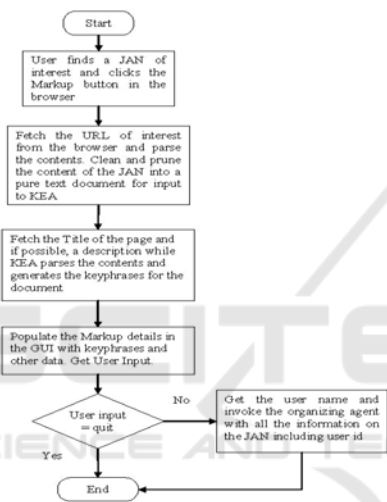 Start
User finds a JAN of
interest and clicks the
Markup button in the
browser
Fetch the URL of interest
from the browser and parse
the contents. Clean and prune
the content of the JAN into a
pure text document for input
to KEA
Fetch the Title of the page and
if possible, a description while
KEA parses the contents and
generates the keyphrases for the
document
Populate the Markup details in
the GUI with keyphrases and
other data. Get User Input.
User input
= quit
No
Get the user name and
invoke the organizing agent
with all the information on
the JAN including user id
Yes
End